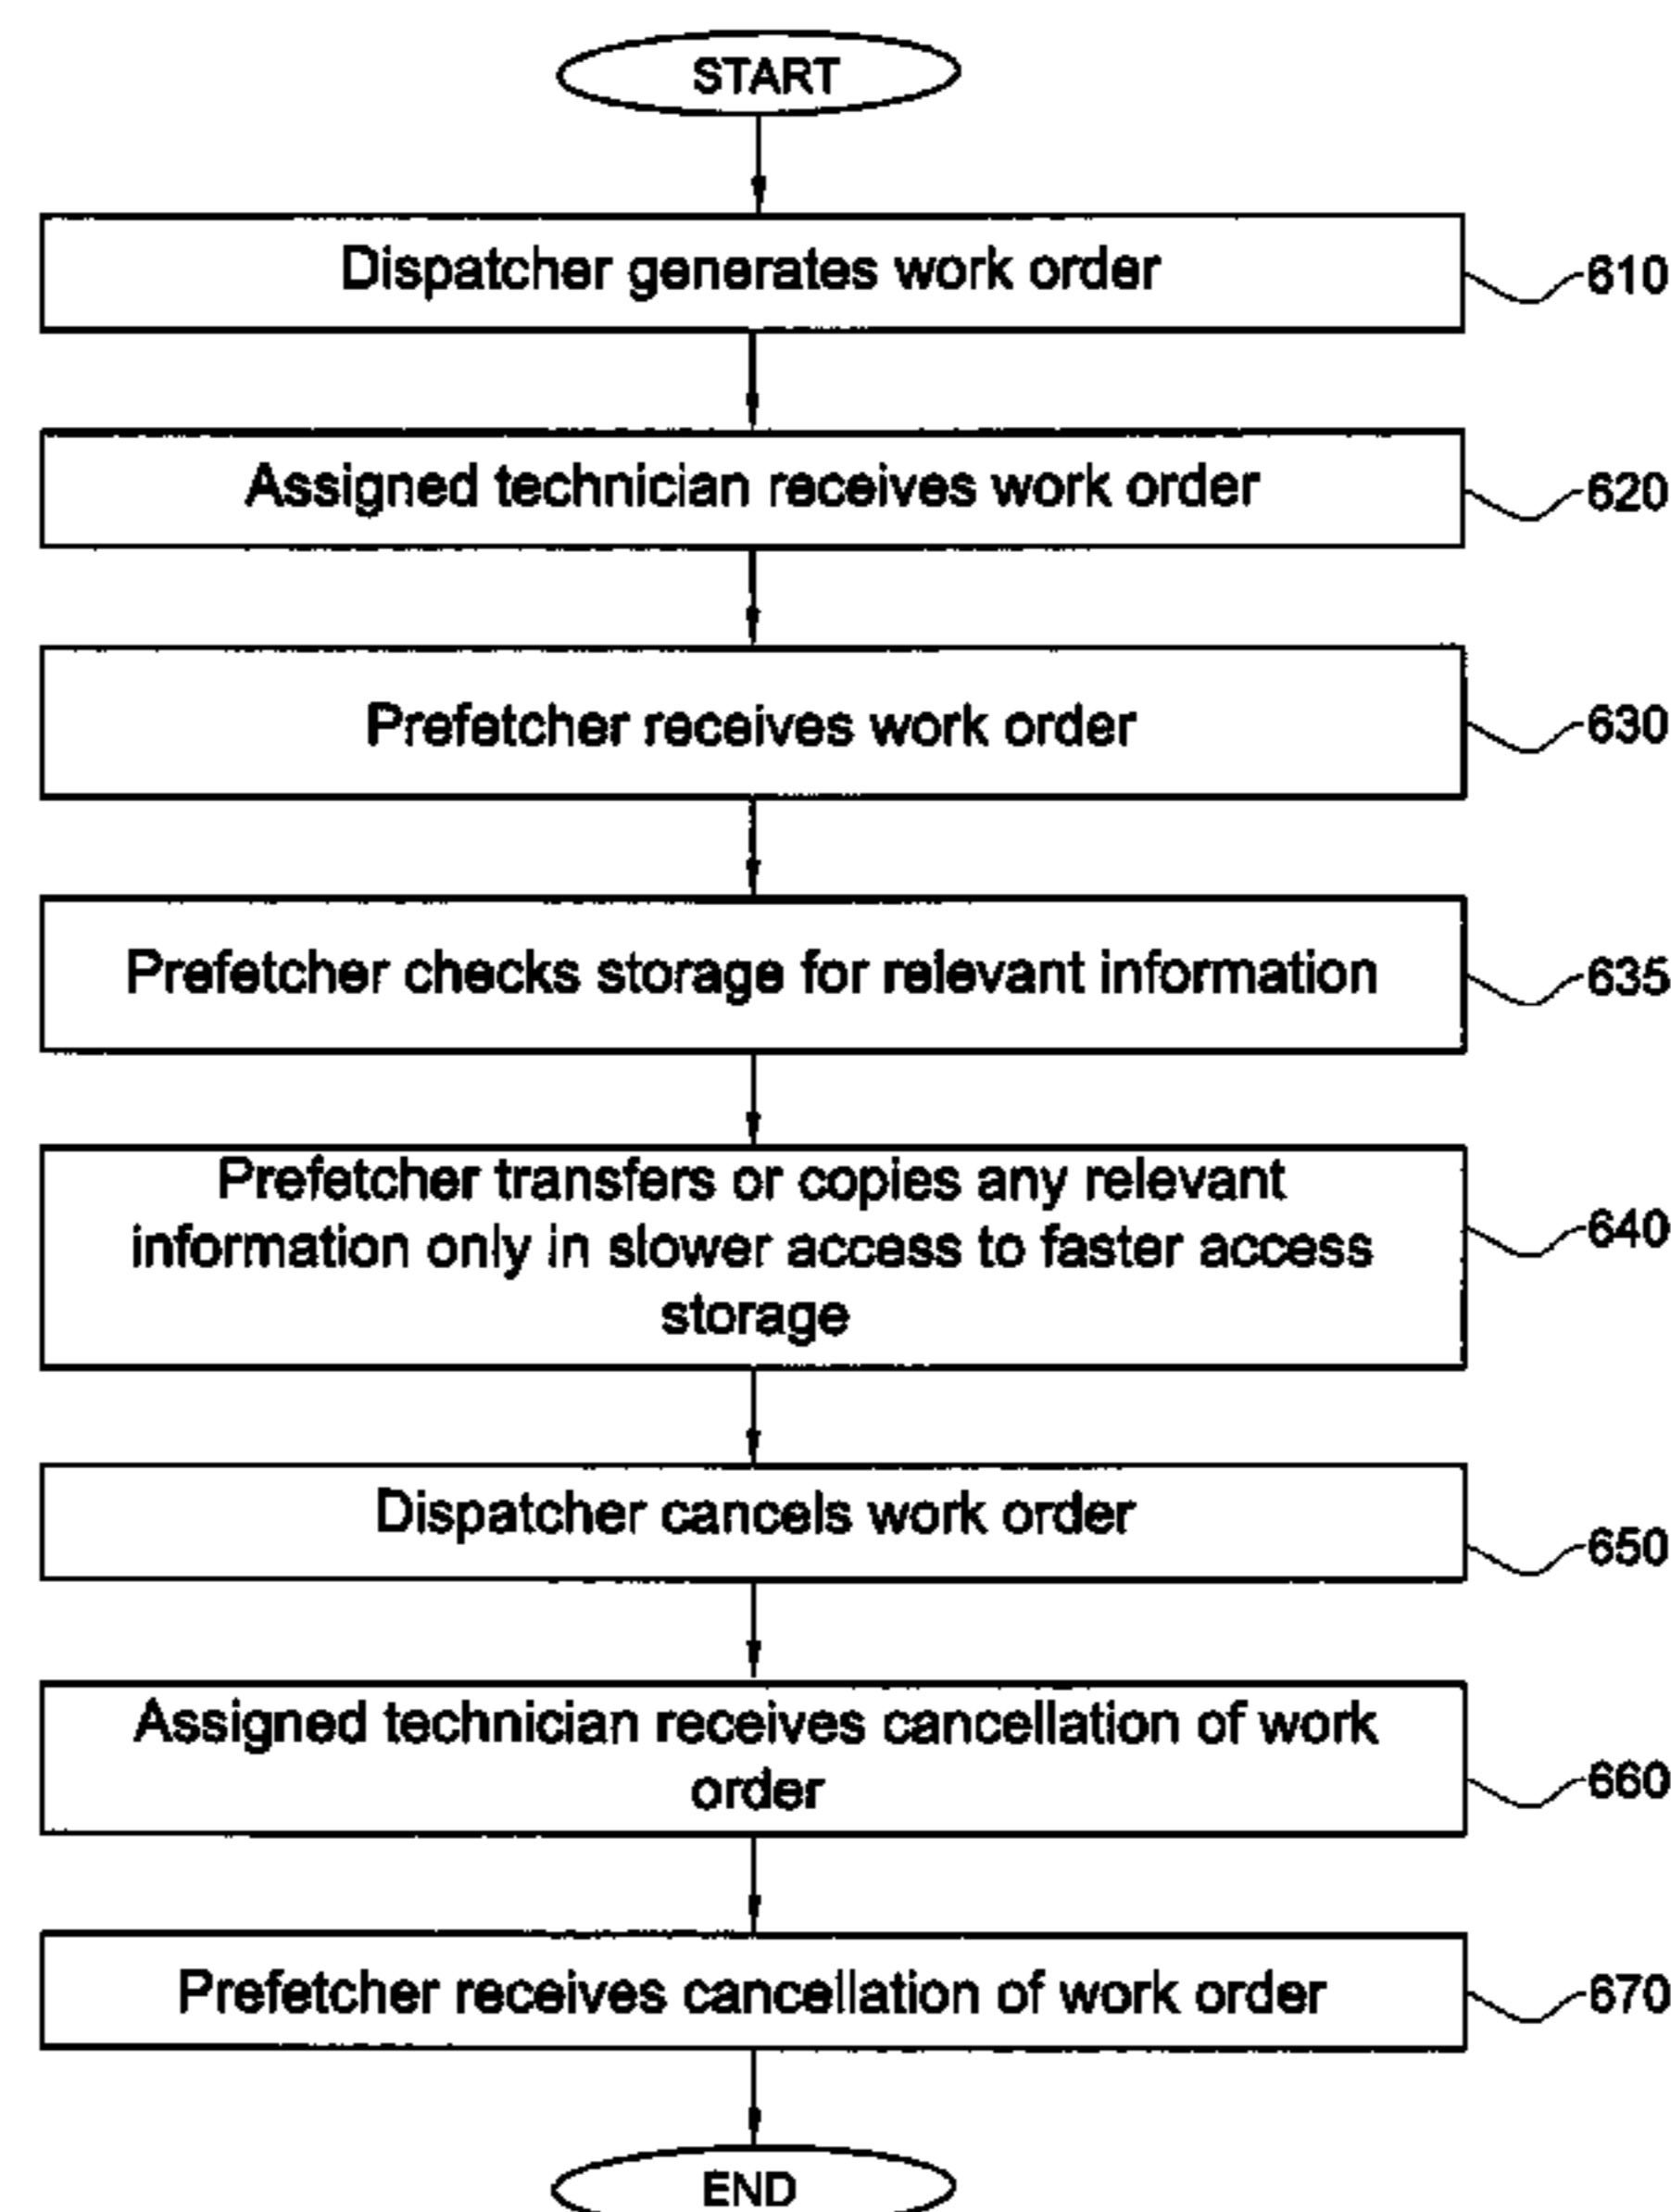 START
Dispatcher generates work order
610
Assigned technician receives work order
620
Prefetcher receives work order
630
Prefetcher checks storage for relevant information
635
Prefetcher transfers or copies any relevant
information only in slower access to faster access
storage
640
Dispatcher cancels work order
650
Assigned technician receives cancellation of work
order
660
Prefetcher receives cancellation of work order
670
END